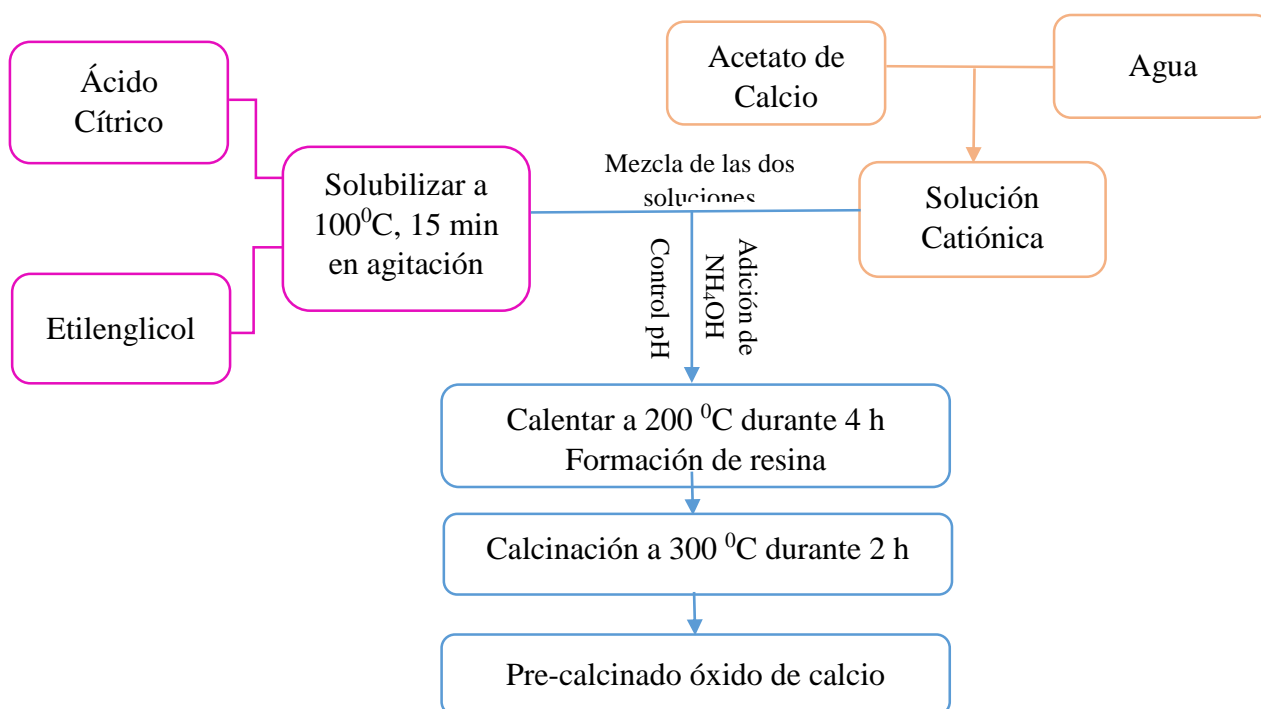 Ácido
Cítrico
Acetato de
Calcio
Agua
Mezcla de las dos
soluciones
Solubilizar a
100⁰C, 15 min
en agitación
Solución
Catiónica
Etilenglicol
Control pH
Adición de
NH₄OH
Calentar a 200 ⁰C durante 4 h
Formación de resina
Calcinación a 300 ⁰C durante 2 h
Pre-calcinado óxido de calcio